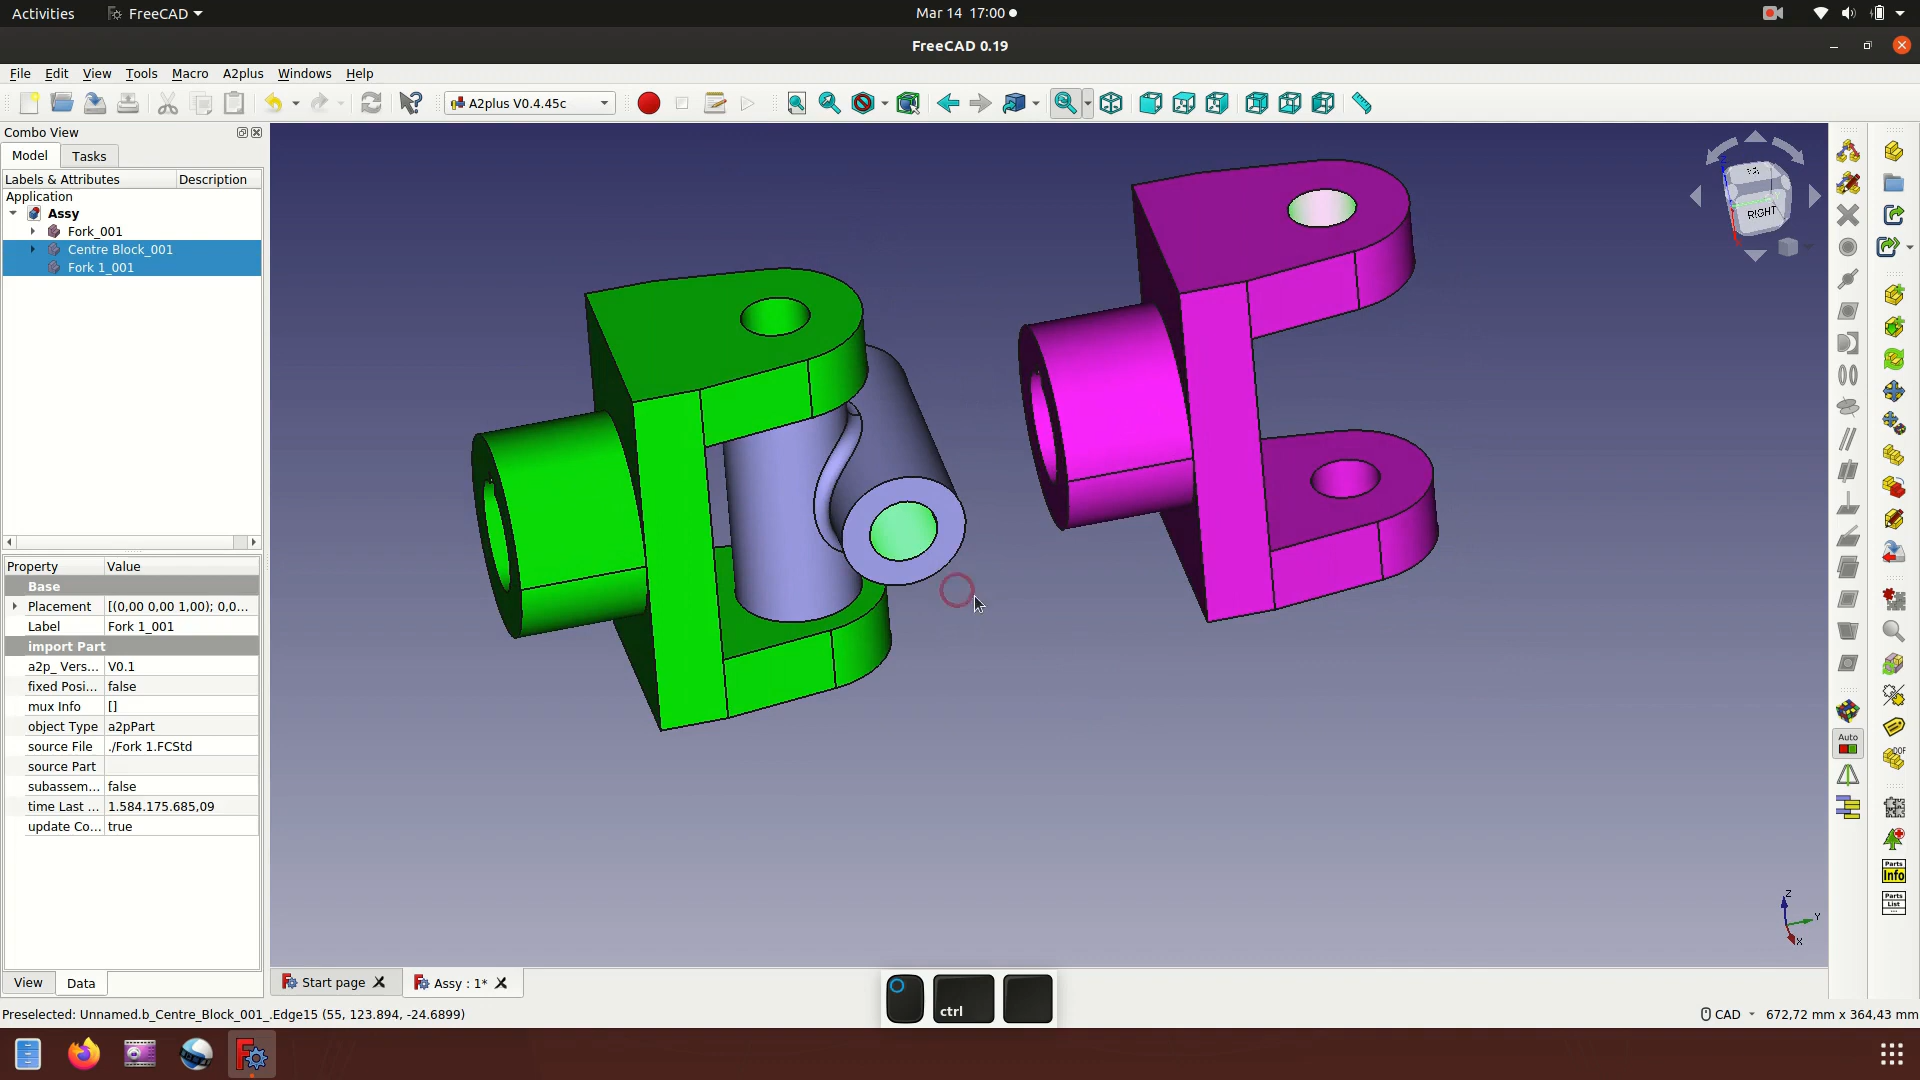 Activities FreeCAD Mar 14 17:00
FreeCAD 0.19
File Edit View Tools Macro A2plus Windows Help
A2plus V0.4.45c
Combo View
Model Tasks
Labels & Attributes Description
Application
Assy
Fork_001
Centre Block_001
Fork 1_001
Property Value
Base
Placement [(0,00 0,00 1,00); 0,0...
Label Fork 1_001
import Part
a2p_ Vers... V0.1
fixed Posi... false
mux Info []
object Type a2pPart
source File ./Fork 1.FCStd
source Part
subassem... false
time Last ... 1.584.175.685,09
update Co... true
View Data
RIGHT
Z
Y
X
Auto
DOF
Parts
Info
Parts
List
...
Start page Assy : 1*
ctrl
Preselected: Unnamed.b_Centre_Block_001_.Edge15 (55, 123.894, -24.6899) CAD 672,72 mm x 364,43 mm